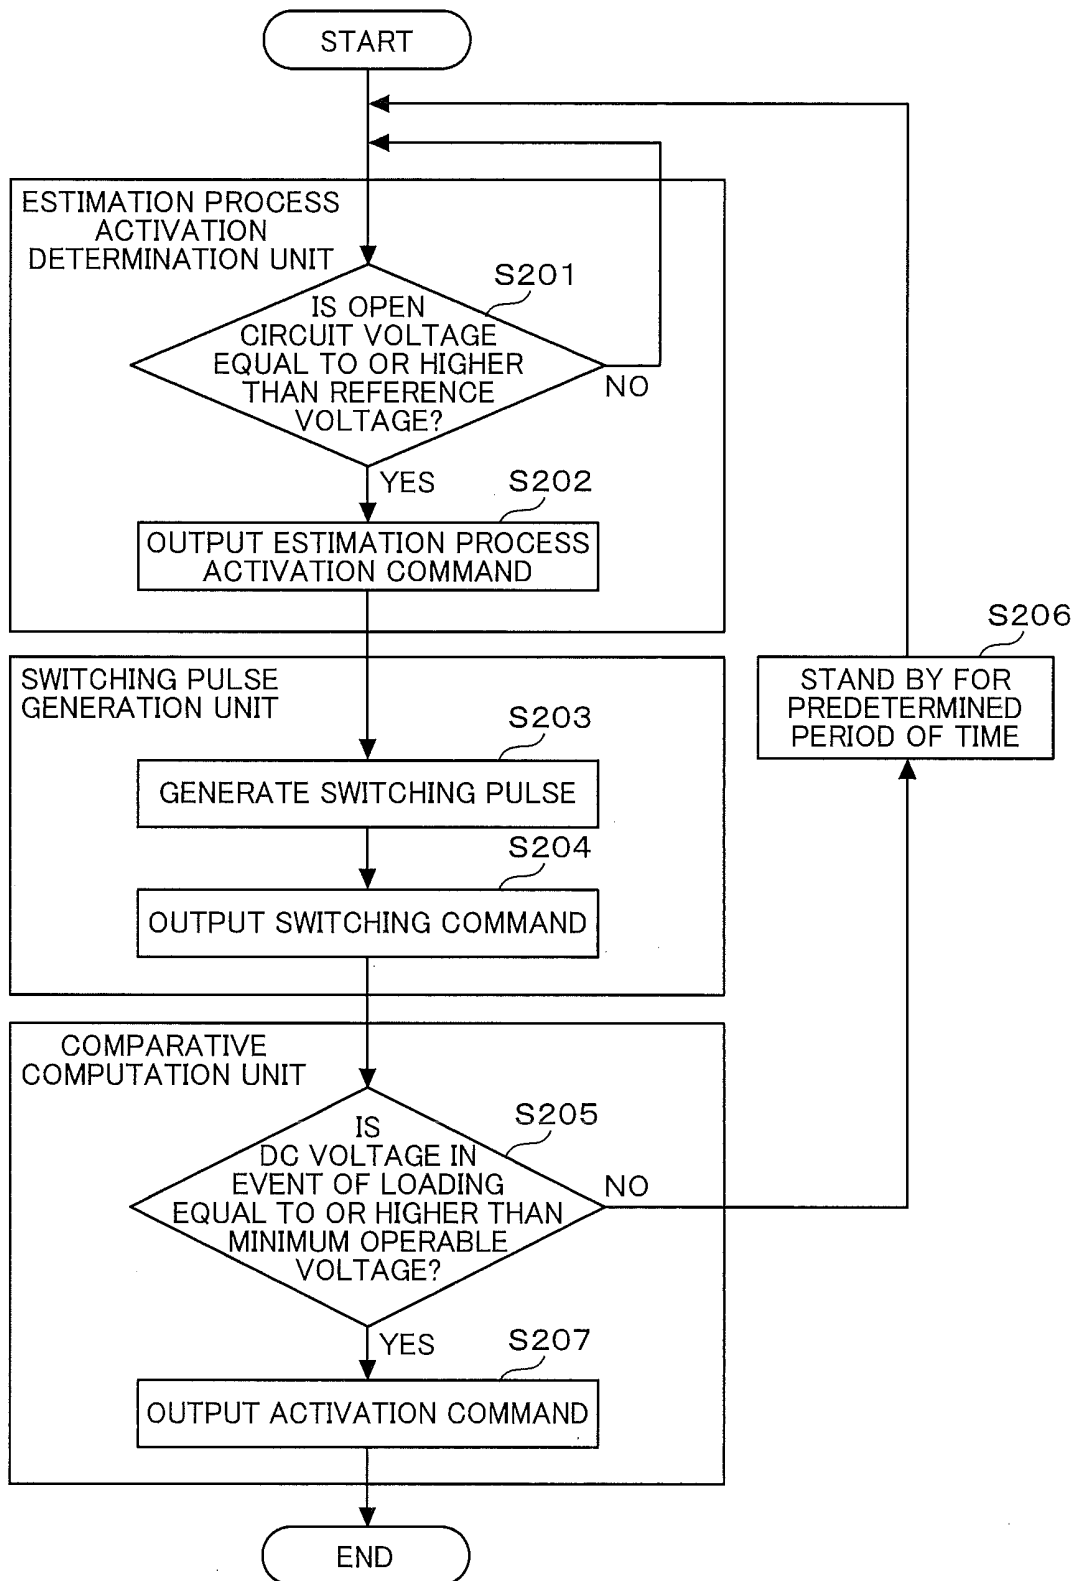 START
ESTIMATION PROCESS
ACTIVATION
DETERMINATION UNIT
S201
IS OPEN
CIRCUIT VOLTAGE
EQUAL TO OR HIGHER
THAN REFERENCE
VOLTAGE?
NO
YES
S202
OUTPUT ESTIMATION PROCESS
ACTIVATION COMMAND
S206
STAND BY FOR
PREDETERMINED
PERIOD OF TIME
SWITCHING PULSE
GENERATION UNIT
S203
GENERATE SWITCHING PULSE
S204
OUTPUT SWITCHING COMMAND
COMPARATIVE
COMPUTATION UNIT
S205
IS
DC VOLTAGE IN
EVENT OF LOADING
EQUAL TO OR HIGHER THAN
MINIMUM OPERABLE
VOLTAGE?
NO
YES
S207
OUTPUT ACTIVATION COMMAND
END